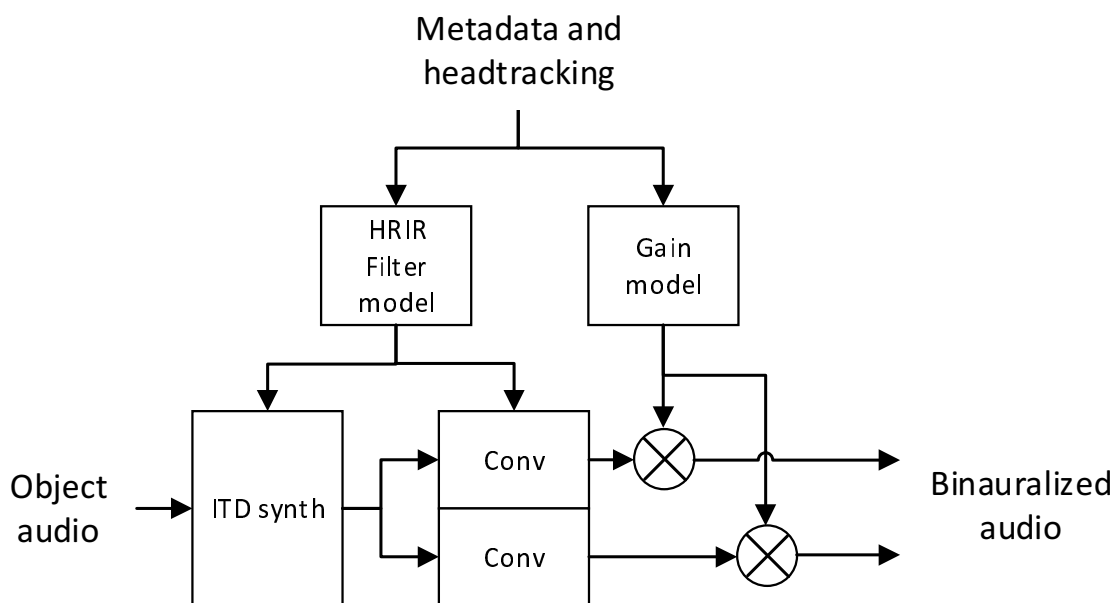 Metadata and
headtracking
HRIR
Filter
model
Gain
model
Object
audio
ITD synth
Conv
Conv
Binauralized
audio